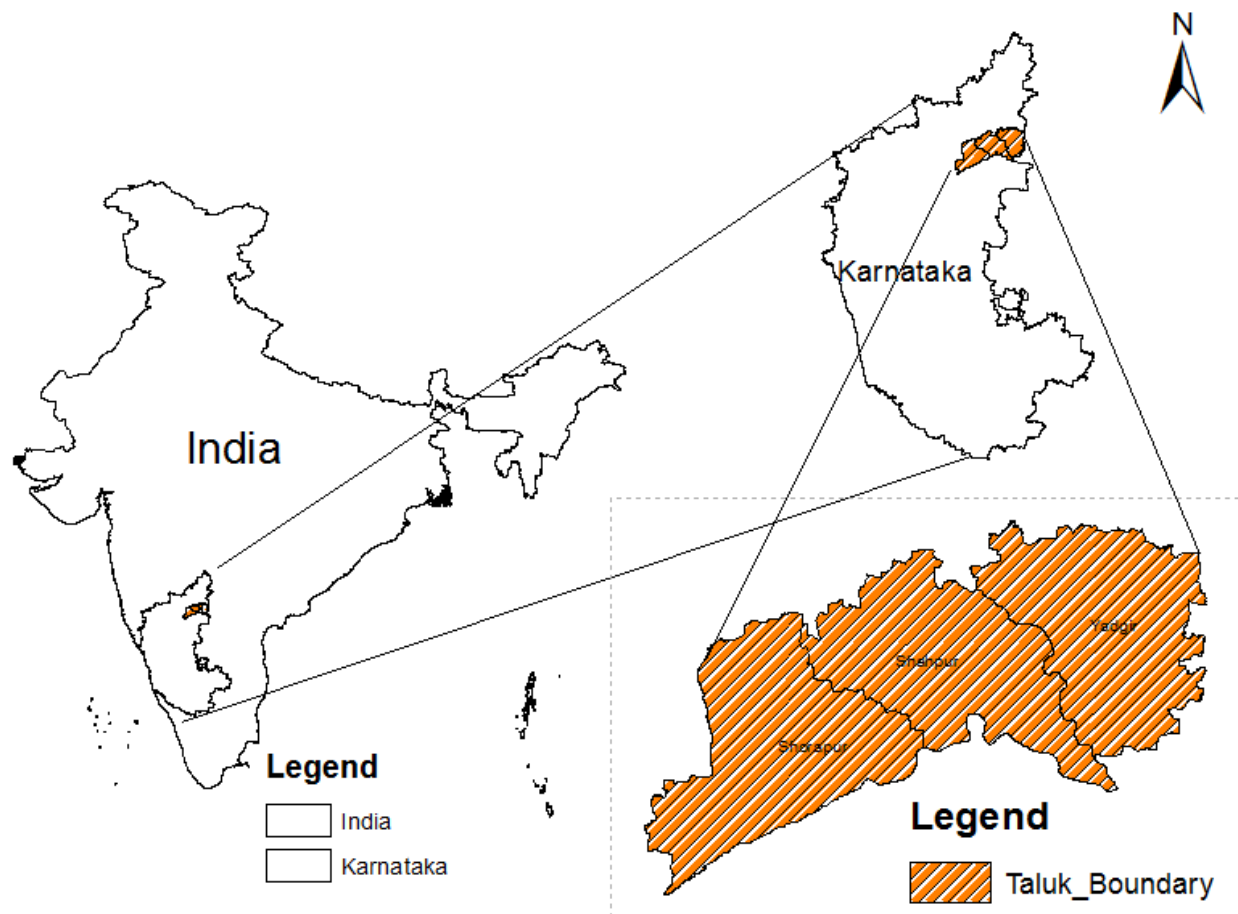 N
Karnataka
India
Yadgir
Shahpur
Shorapur
Legend
India
Karnataka
Legend
Taluk_Boundary